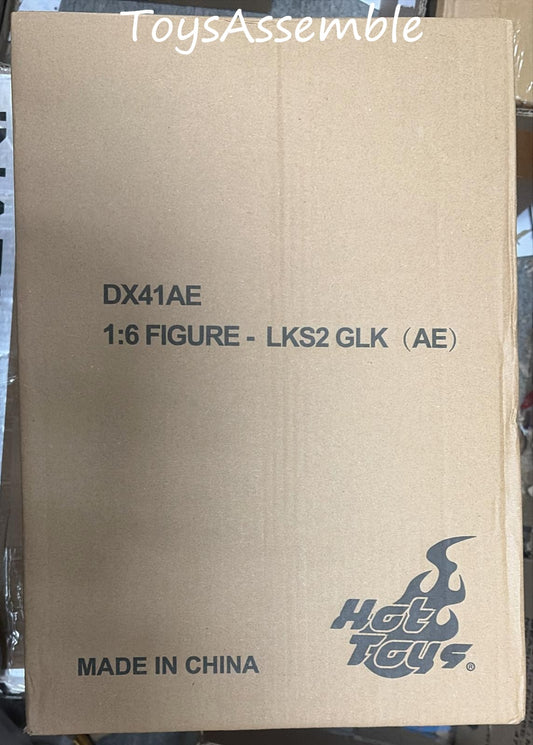 ToysAssemble
DX41AE
1:6 FIGURE - LKS2 GLK（AE）
Hot
Toys®
MADE IN CHINA